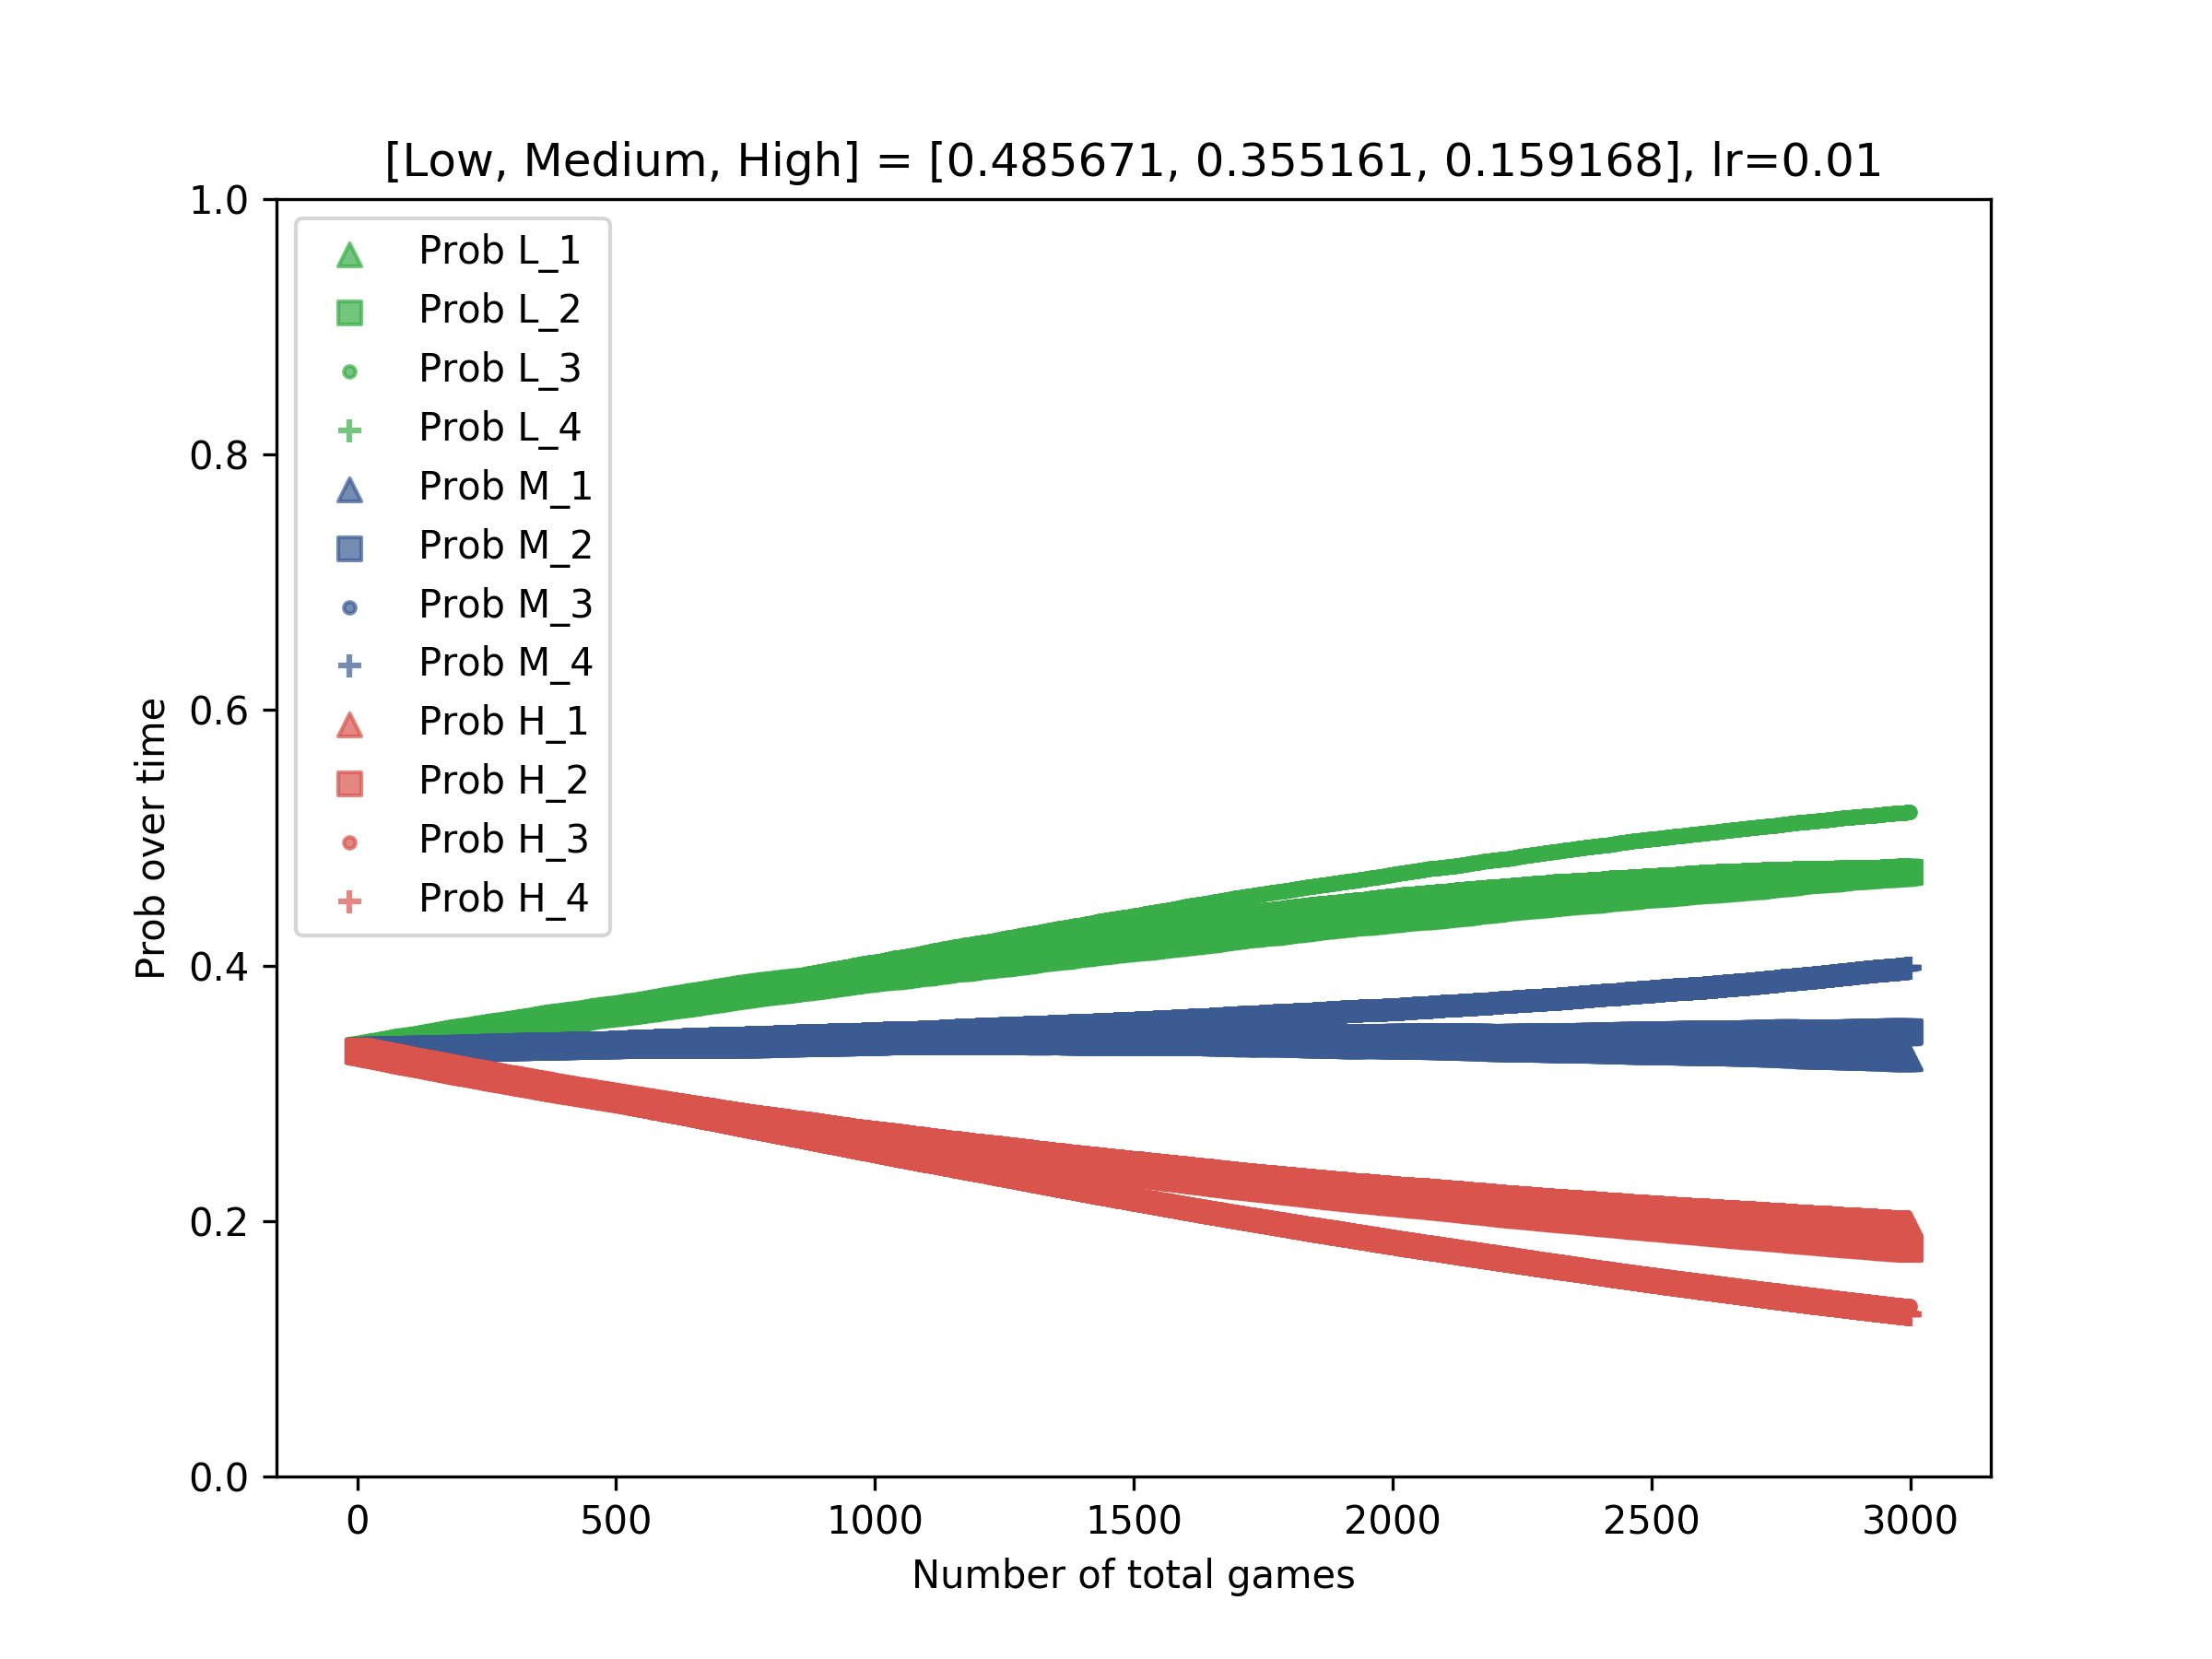 [Low, Medium, High] = [0.485671, 0.355161, 0.159168], lr=0.01
1.0
0.8
0.6
0.4
0.2
0.0
Prob over time
Prob L_1
Prob L_2
Prob L_3
Prob L_4
Prob M_1
Prob M_2
Prob M_3
Prob M_4
Prob H_1
Prob H_2
Prob H_3
Prob H_4
0 500 1000 1500 2000 2500 3000
Number of total games